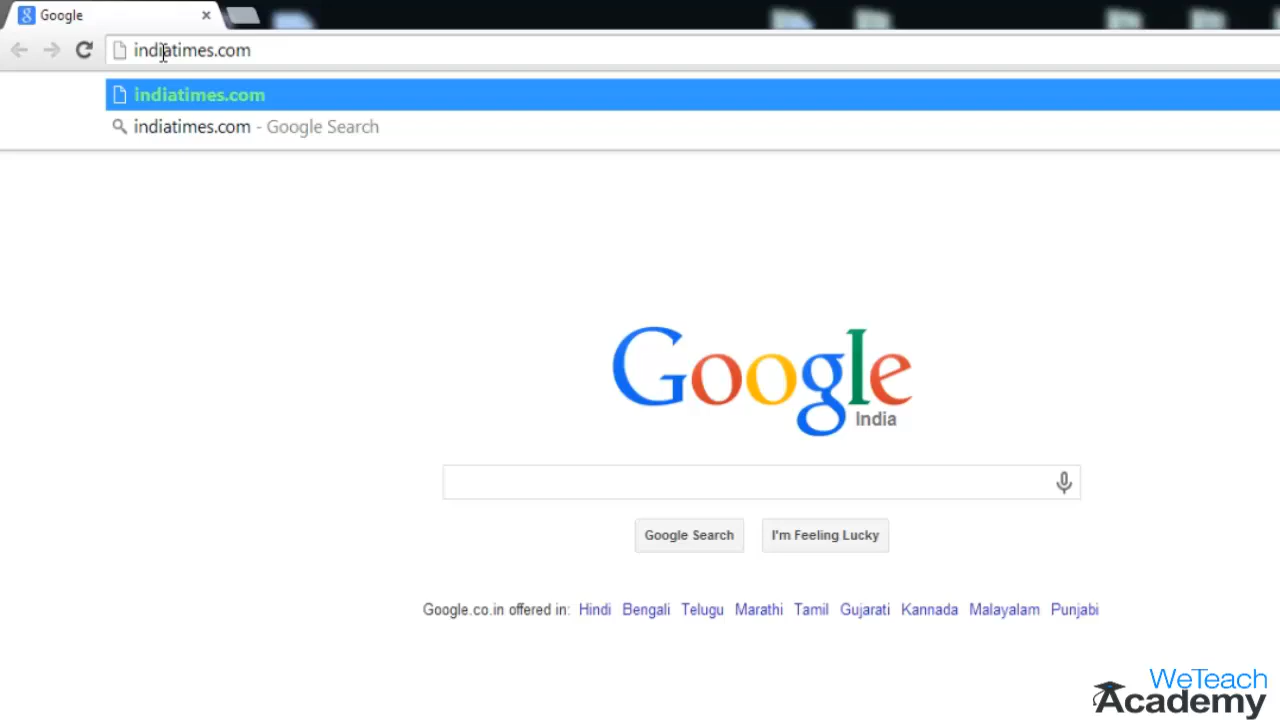 Google
indiatimes.com
indiatimes.com
indiatimes.com - Google Search
Google
India
Google Search I'm Feeling Lucky
Google.co.in offered in: Hindi Bengali Telugu Marathi Tamil Gujarati Kannada Malayalam Punjabi
WeTeach
Academy